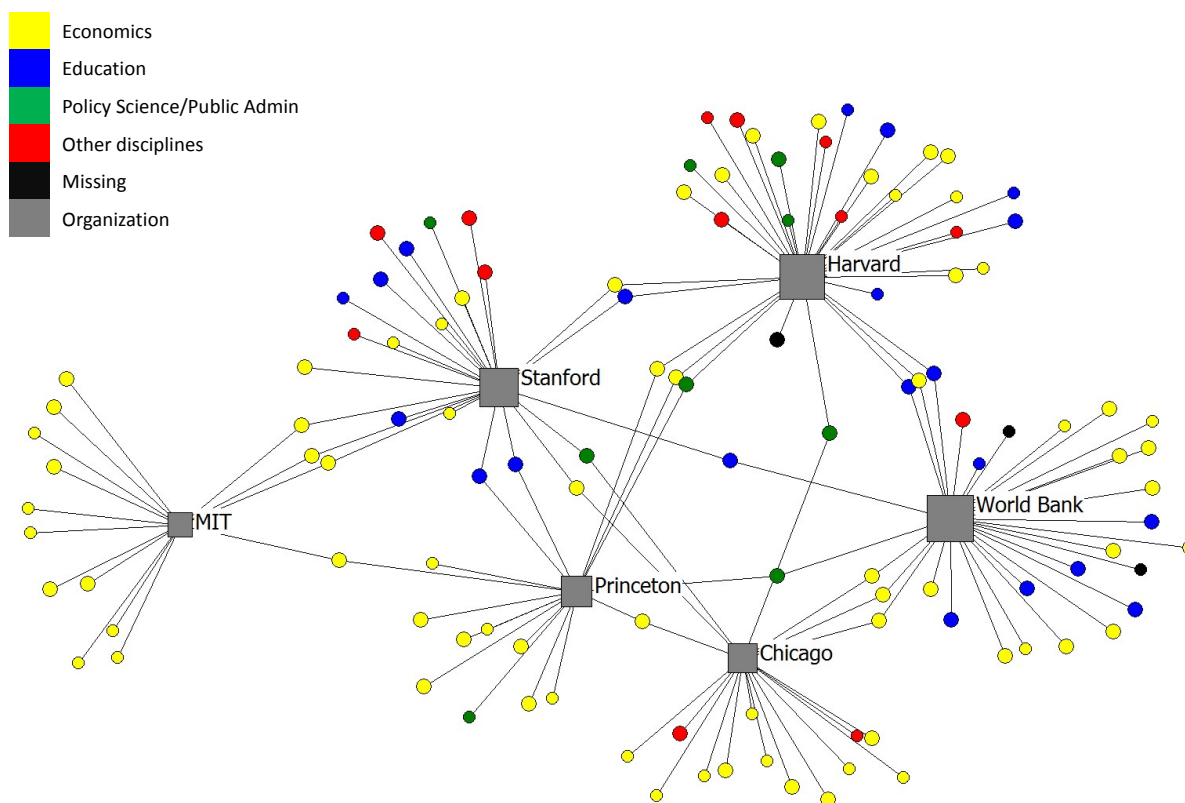 Economics
Education
Policy Science/Public Admin
Other disciplines
Missing
Organization
Harvard
Stanford
World Bank
MIT
Princeton
Chicago